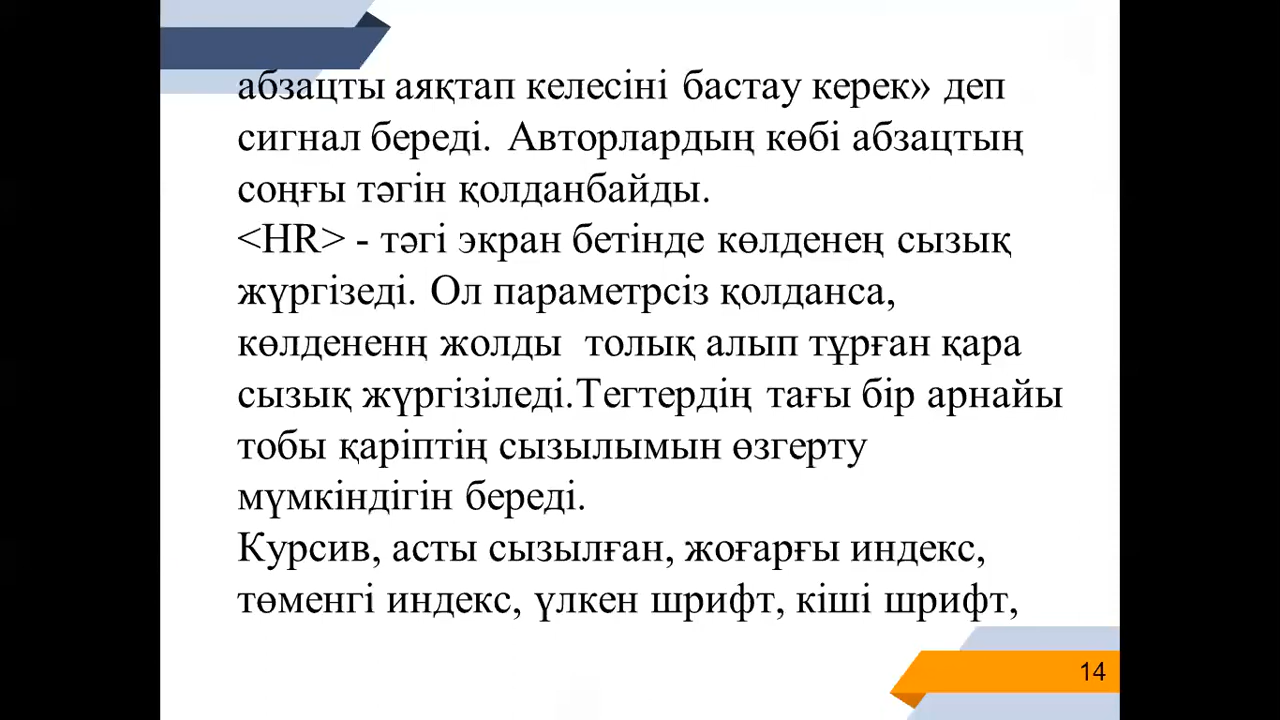 абзацты аяқтап келесіні бастау керек» деп
сигнал береді. Авторлардың көбі абзацтың
соңғы тәгін қолданбайды.
<HR> - тәгі экран бетінде көлденең сызық
жүргізеді. Ол параметрсіз қолданса,
көлдененң жолды толық алып тұрған қара
сызық жүргізіледі.Тегтердің тағы бір арнайы
тобы қаріптің сызылымын өзгерту
мүмкіндігін береді.
Курсив, асты сызылған, жоғарғы индекс,
төменгі индекс, үлкен шрифт, кіші шрифт,
14